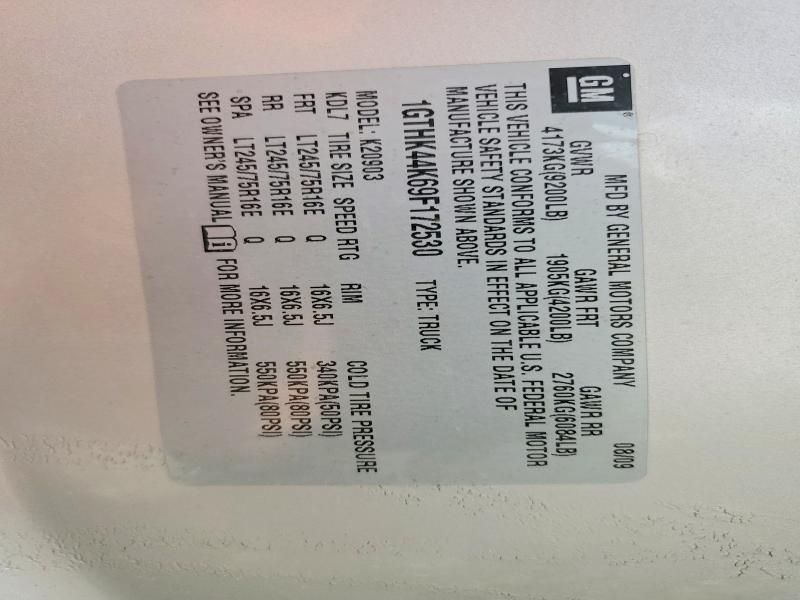 GM ®
MFD BY GENERAL MOTORS COMPANY 08/09
GVWR GAWR FRT GAWR RR
4173KG(9200LB) 1905KG(4200LB) 2760KG(6084LB)
THIS VEHICLE CONFORMS TO ALL APPLICABLE U.S. FEDERAL MOTOR
VEHICLE SAFETY STANDARDS IN EFFECT ON THE DATE OF
MANUFACTURE SHOWN ABOVE.
1GTHK44K69F172530 TYPE: TRUCK
MODEL: K20903
KDL7 TIRE SIZE SPEED RTG RIM COLD TIRE PRESSURE
FRT LT245/75R16E Q 16X6.5J 340KPA(50PSI)
RR LT245/75R16E Q 16X6.5J 550KPA(80PSI)
SPA LT245/75R16E Q 16X6.5J 550KPA(80PSI)
SEE OWNER'S MANUAL FOR MORE INFORMATION.